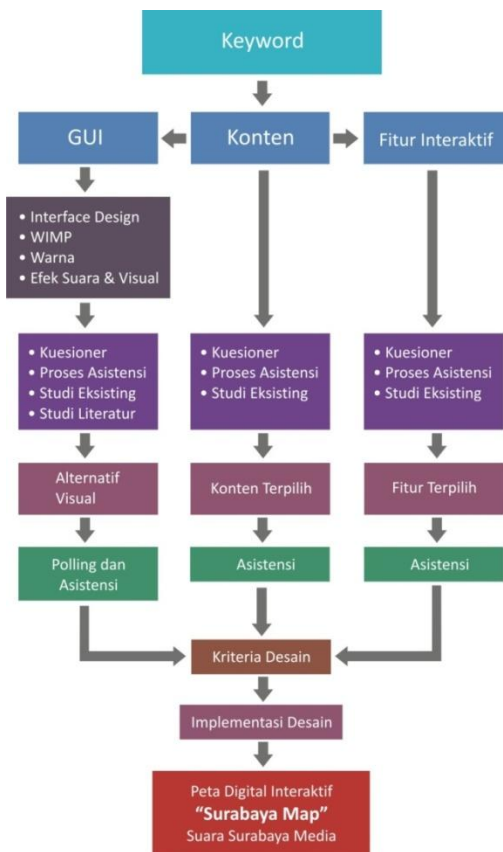 Keyword
GUI
Konten
Fitur Interaktif
• Interface Design
• WIMP
• Warna
• Efek Suara & Visual
• Kuesioner
• Proses Asistensi
• Studi Eksisting
• Studi Literatur
• Kuesioner
• Proses Asistensi
• Studi Eksisting
• Kuesioner
• Proses Asistensi
• Studi Eksisting
Alternatif
Visual
Konten Terpilih
Fitur Terpilih
Polling dan
Asistensi
Asistensi
Asistensi
Kriteria Desain
Implementasi Desain
Peta Digital Interaktif
“Surabaya Map”
Suara Surabaya Media